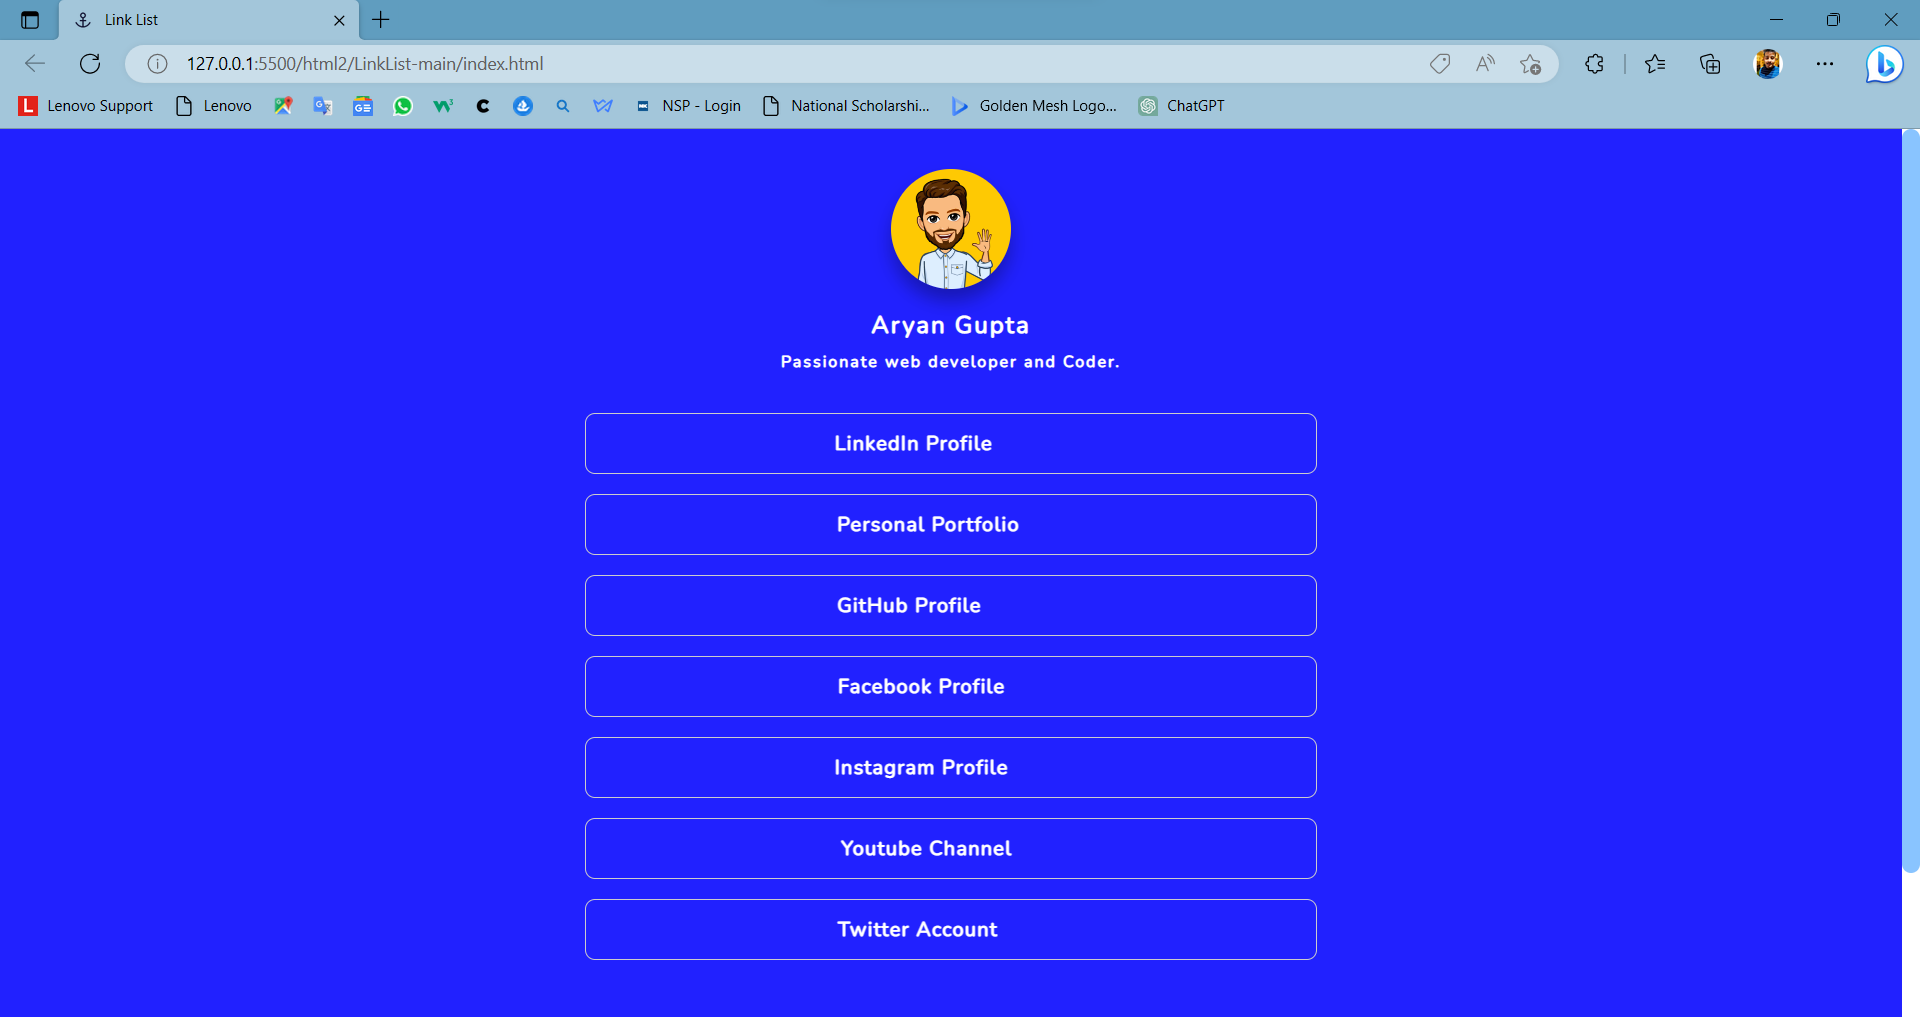 Link List
127.0.0.1:5500/html2/LinkList-main/index.html
Lenovo Support Lenovo NSP - Login National Scholarshi... Golden Mesh Logo... ChatGPT
Aryan Gupta
Passionate web developer and Coder.
LinkedIn Profile
Personal Portfolio
GitHub Profile
Facebook Profile
Instagram Profile
Youtube Channel
Twitter Account